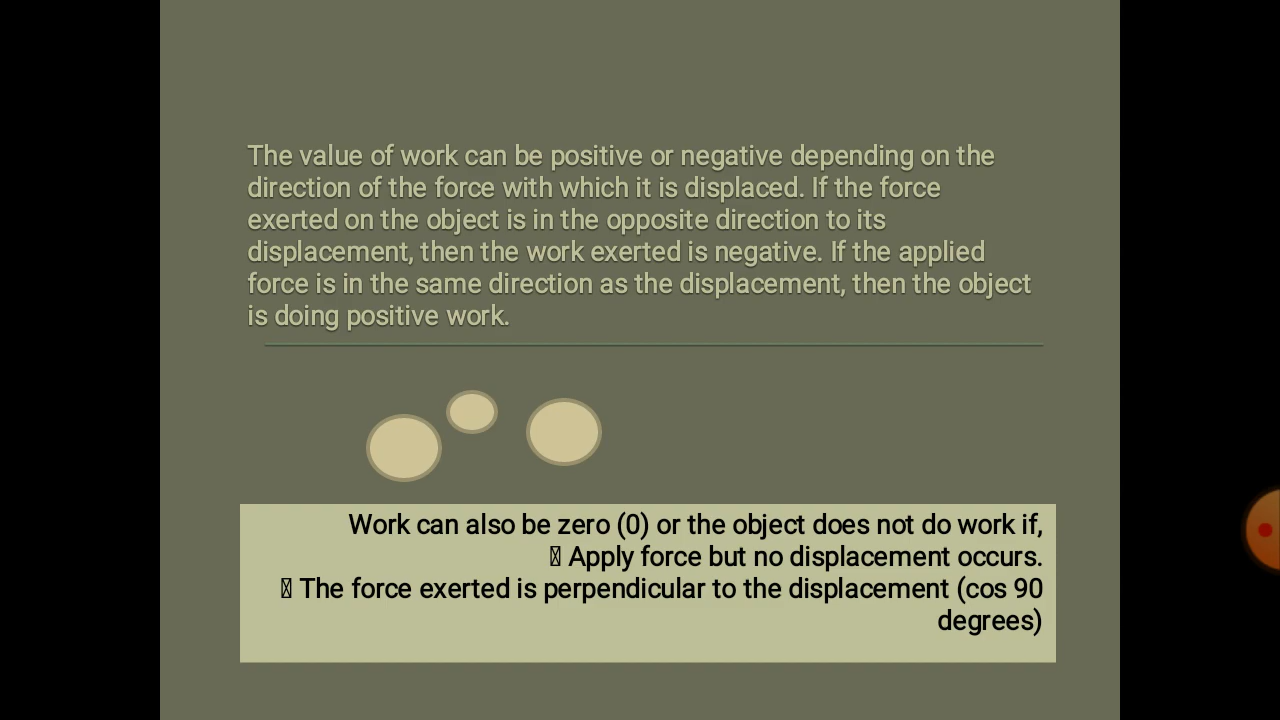 The value of work can be positive or negative depending on the
direction of the force with which it is displaced. If the force
exerted on the object is in the opposite direction to its
displacement, then the work exerted is negative. If the applied
force is in the same direction as the displacement, then the object
is doing positive work.
Work can also be zero (0) or the object does not do work if,
Apply force but no displacement occurs.
The force exerted is perpendicular to the displacement (cos 90
degrees)